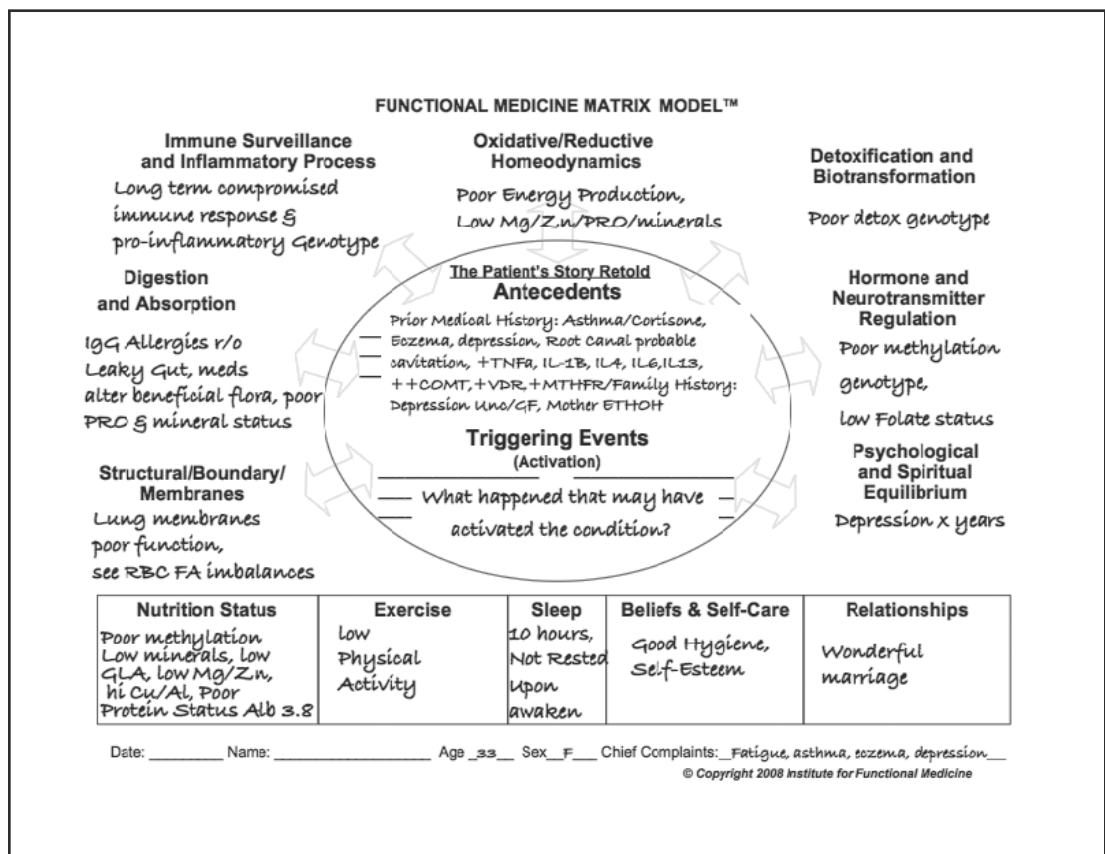 FUNCTIONAL MEDICINE MATRIX MODEL™
Immune Surveillance
and Inflammatory Process
Long term compromised
immune response &
pro-inflammatory Genotype
Oxidative/Reductive
Homeodynamics
Poor Energy Production,
Low Mg/Zn/PRO/minerals
Detoxification and
Biotransformation
Poor detox genotype
Digestion
and Absorption
IgG Allergies r/o
Leaky Gut, meds
alter beneficial flora, poor
PRO & mineral status
The Patient's Story Retold
Antecedents
Prior Medical History: Asthma/Cortisone,
Eczema, depression, Root Canal probable
cavitation, +TNFa, IL-1B, IL4, IL6,IL13,
++COMT,+VDR,+MTHFR/Family History:
Depression Unc/GF, Mother ETHOH
Hormone and
Neurotransmitter
Regulation
Poor methylation
genotype,
low Folate status
Triggering Events
(Activation)
What happened that may have
activated the condition?
Structural/Boundary/
Membranes
Lung membranes
poor function,
see RBC FA imbalances
Psychological
and Spiritual
Equilibrium
Depression x years
Nutrition Status
Poor methylation
Low minerals, low
GLA, low Mg/Zn,
hi Cu/Al, Poor
Protein Status Alb 3.8
Exercise
low
Physical
Activity
Sleep
10 hours,
Not Rested
Upon
awaken
Beliefs & Self-Care
Good Hygiene,
Self-Esteem
Relationships
Wonderful
marriage
Date: _________ Name: ____________________ Age _33__ Sex__F___ Chief Complaints:_Fatigue, asthma, eczema, depression___
© Copyright 2008 Institute for Functional Medicine